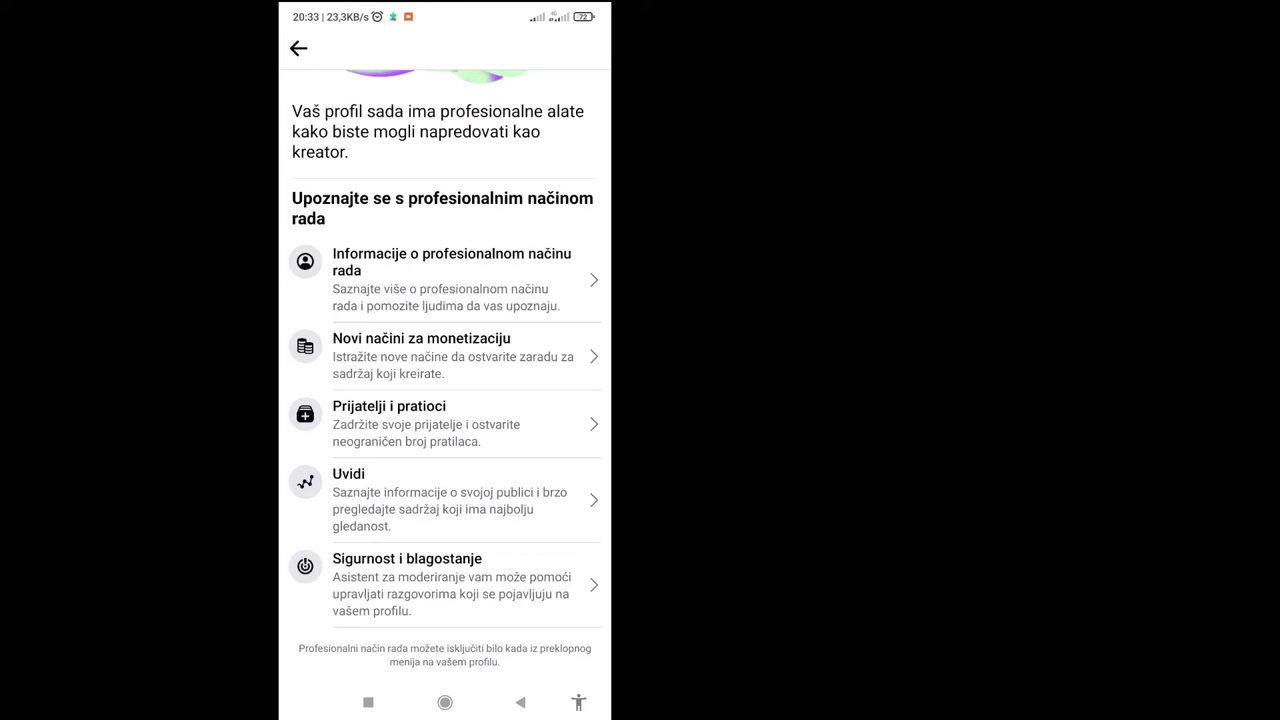 20:33 | 23,3KB/s
4G
72
Vaš profil sada ima profesionalne alate
kako biste mogli napredovati kao
kreator.
Upoznajte se s profesionalnim načinom
rada
Informacije o profesionalnom načinu
rada
Saznajte više o profesionalnom načinu
rada i pomozite ljudima da vas upoznaju.
Novi načini za monetizaciju
Istražite nove načine da ostvarite zaradu za
sadržaj koji kreirate.
Prijatelji i pratioci
Zadržite svoje prijatelje i ostvarite
neograničen broj pratilaca.
Uvidi
Saznajte informacije o svojoj publici i brzo
pregledajte sadržaj koji ima najbolju
gledanost.
Sigurnost i blagostanje
Asistent za moderiranje vam može pomoći
upravljati razgovorima koji se pojavljuju na
vašem profilu.
Profesionalni način rada možete isključiti bilo kada iz preklopnog
menija na vašem profilu.